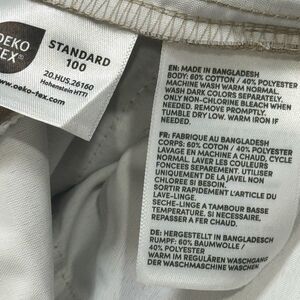 OEKO
TEX®
STANDARD
100
20.HUS.26160
Hohenstein HTTI
www.oeko-tex.com
EN: MADE IN BANGLADESH
BODY: 60% COTTON / 40% POLYESTER
MACHINE WASH WARM NORMAL.
WASH DARK COLORS SEPARATELY.
ONLY NON-CHLORINE BLEACH WHEN
NEEDED. REMOVE PROMPTLY.
TUMBLE DRY LOW. WARM IRON IF
NEEDED.
FR: FABRIQUE AU BANGLADESH
CORPS: 60% COTON / 40% POLYESTER
LAVAGE EN MACHINE A CHAUD, CYCLE
NORMAL. LAVER LES COULEURS
FONCÉES SEPAREMENT. UTILISER
UNIQUEMENT DE LA JAVEL NON
CHLORÉE SI NECESSAIRE.
SORTIR RAPIDEMENT L'ARTICLE DU
LAVE-LINGE.
SECHE-LINGE A TAMBOUR BASSE
TEMPERATURE. SI NECESSAIRE,
REPASSER A FER CHAUD.
DE: HERGESTELLT IN BANGLADESCH
RUMPF: 60% BAUMWOLLE /
40% POLYESTER
WARM IM REGULÄREN WASCHGANG
DER WASCHMASCHINE WASCHEN